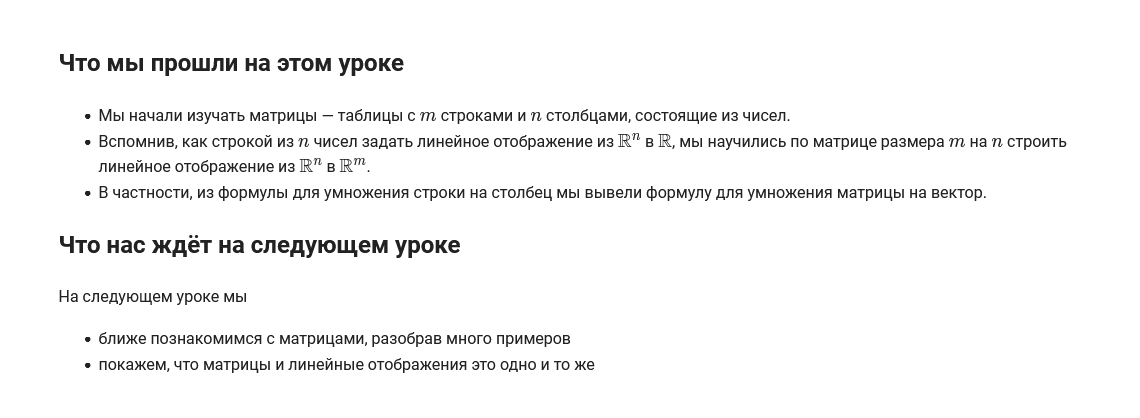 Что мы прошли на этом уроке
• Мы начали изучать матрицы — таблицы с m строками и n столбцами, состоящие из чисел.
• Вспомнив, как строкой из n чисел задать линейное отображение из ℝⁿ в ℝ, мы научились по матрице размера m на n строить
линейное отображение из ℝⁿ в ℝᵐ.
• В частности, из формулы для умножения строки на столбец мы вывели формулу для умножения матрицы на вектор.
Что нас ждёт на следующем уроке
На следующем уроке мы
• ближе познакомимся с матрицами, разобрав много примеров
• покажем, что матрицы и линейные отображения это одно и то же